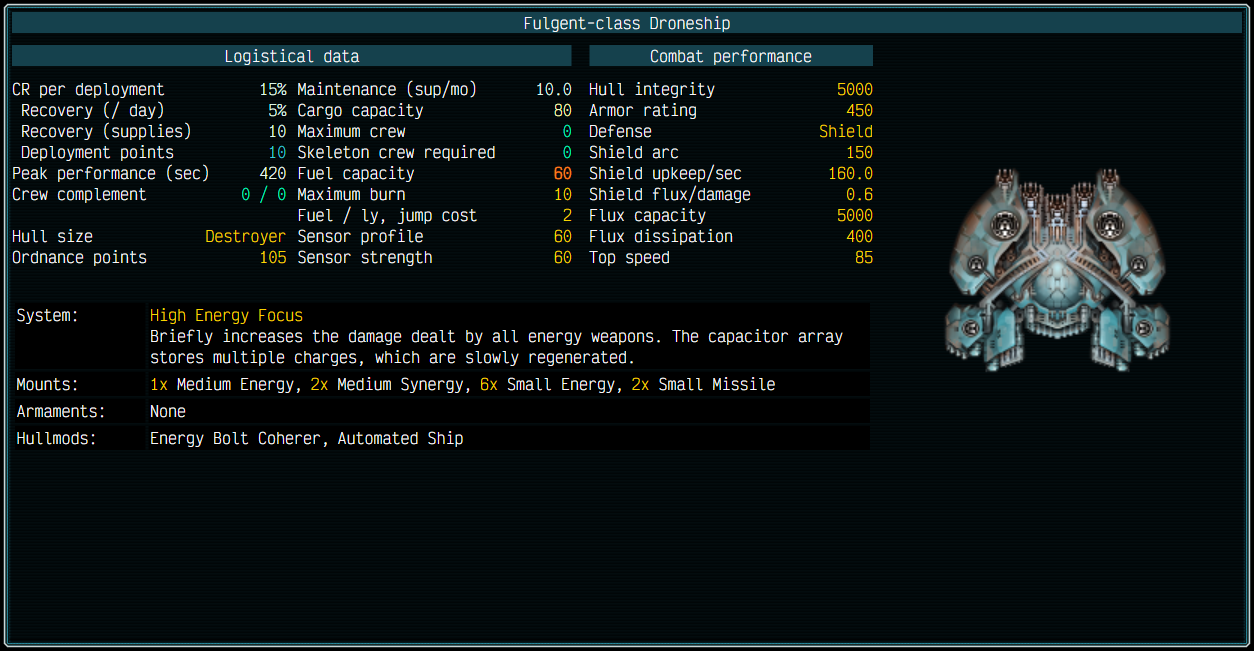 Fulgent-class Droneship
Logistical data
Combat performance
CR per deployment 15% Maintenance (sup/mo) 10.0 Hull integrity 5000
Recovery (/ day) 5% Cargo capacity 80 Armor rating 450
Recovery (supplies) 10 Maximum crew 0 Defense Shield
Deployment points 10 Skeleton crew required 0 Shield arc 150
Peak performance (sec) 420 Fuel capacity 60 Shield upkeep/sec 160.0
Crew complement 0 / 0 Maximum burn 10 Shield flux/damage 0.6
Fuel / ly, jump cost 2 Flux capacity 5000
Hull size Destroyer Sensor profile 60 Flux dissipation 400
Ordnance points 105 Sensor strength 60 Top speed 85
System: High Energy Focus
Briefly increases the damage dealt by all energy weapons. The capacitor array
stores multiple charges, which are slowly regenerated.
Mounts: 1x Medium Energy, 2x Medium Synergy, 6x Small Energy, 2x Small Missile
Armaments: None
Hullmods: Energy Bolt Coherer, Automated Ship